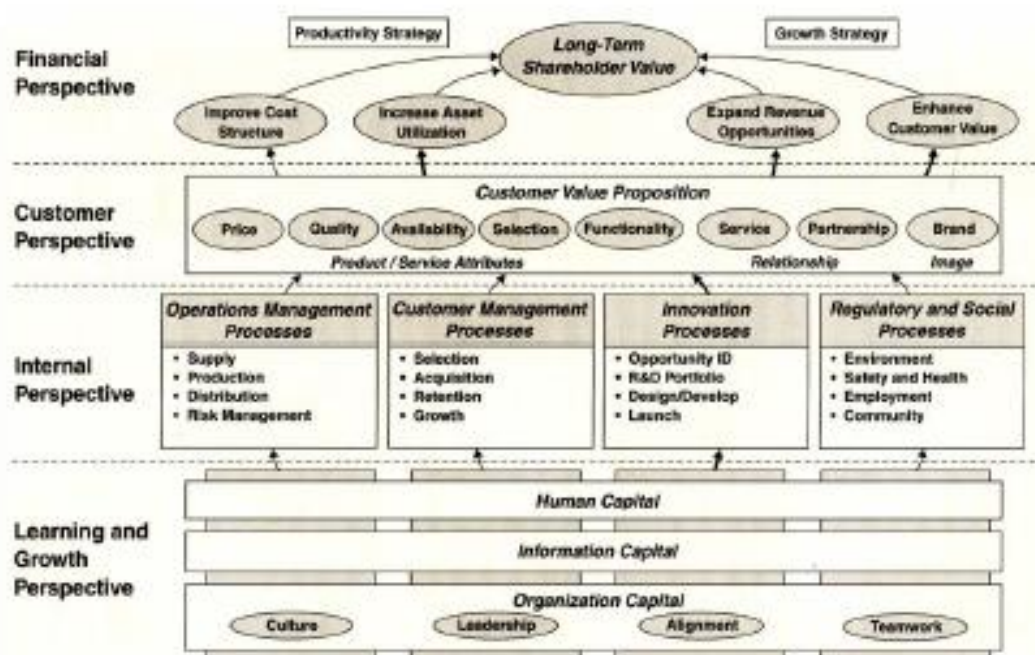 Financial
Perspective
Productivity Strategy
Long-Term
Shareholder Value
Growth Strategy
Improve Cost
Structure
Increase Asset
Utilization
Expand Revenue
Opportunities
Enhance
Customer Value
Customer
Perspective
Customer Value Proposition
Price
Quality
Availability
Selection
Functionality
Service
Partnership
Brand
Product / Service Attributes
Relationship
Image
Internal
Perspective
Operations Management
Processes
• Supply
• Production
• Distribution
• Risk Management
Customer Management
Processes
• Selection
• Acquisition
• Retention
• Growth
Innovation
Processes
• Opportunity ID
• R&D Portfolio
• Design/Develop
• Launch
Regulatory and Social
Processes
• Environment
• Safety and Health
• Employment
• Community
Learning and
Growth
Perspective
Human Capital
Information Capital
Organization Capital
Culture
Leadership
Alignment
Teamwork